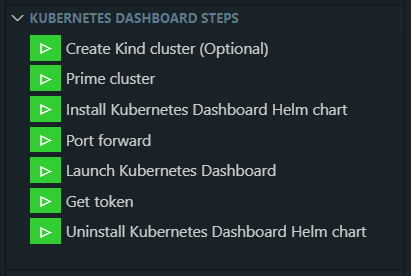 KUBERNETES DASHBOARD STEPS
Create Kind cluster (Optional)
Prime cluster
Install Kubernetes Dashboard Helm chart
Port forward
Launch Kubernetes Dashboard
Get token
Uninstall Kubernetes Dashboard Helm chart